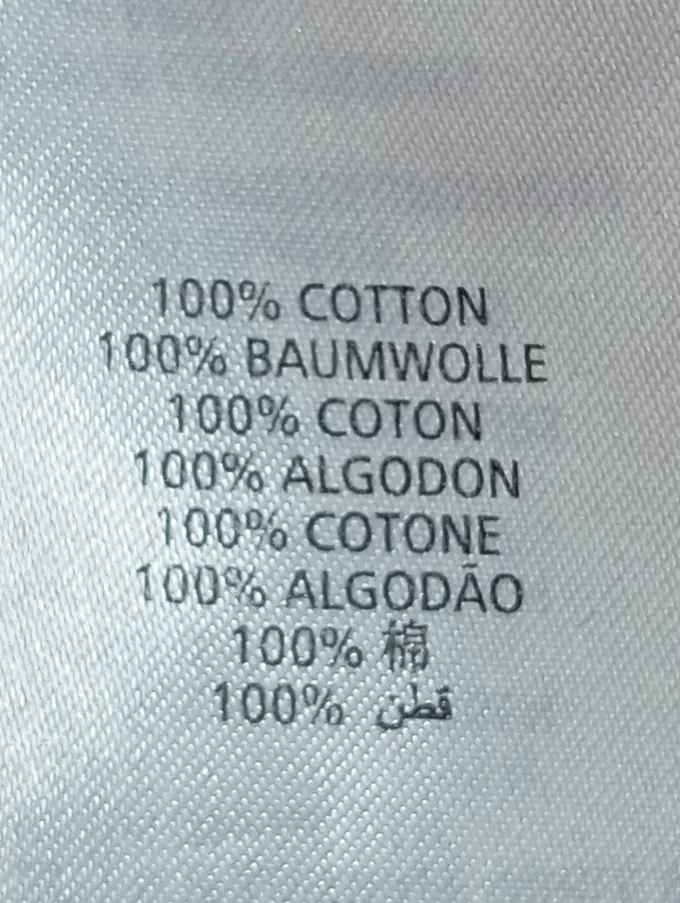 100% COTTON
100% BAUMWOLLE
100% COTON
100% ALGODON
100% COTONE
100% ALGODÃO
100% 棉
100% قطن